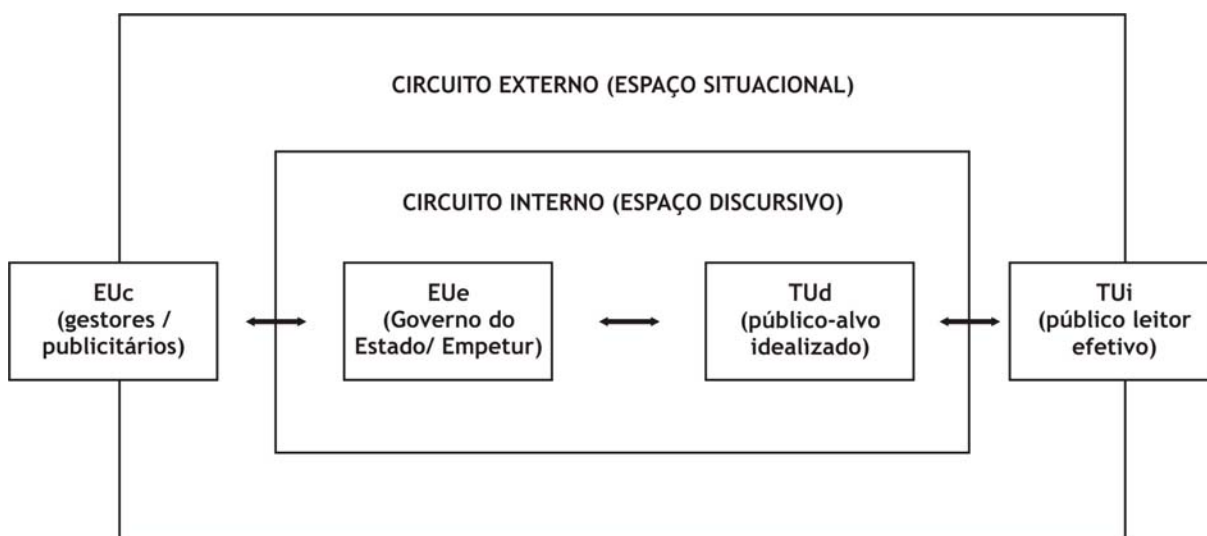 CIRCUITO EXTERNO (ESPAÇO SITUACIONAL)
CIRCUITO INTERNO (ESPAÇO DISCURSIVO)
EUc
(gestores /
publicitários)
EUe
(Governo do
Estado/ Empetur)
TUd
(público-alvo
idealizado)
TUi
(público leitor
efetivo)